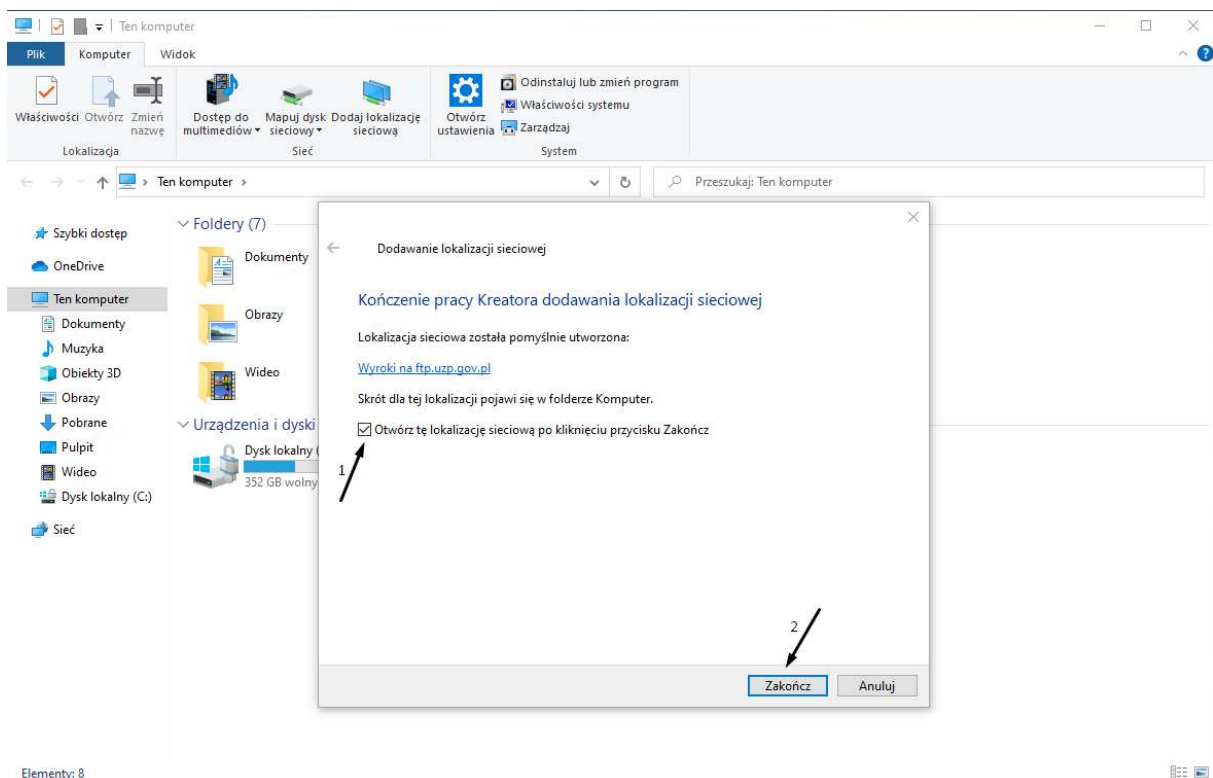 Ten komputer
Plik Komputer Widok
Właściwości Otwórz Zmień nazwę
Lokalizacja
Dostęp do multimediów Mapuj dysk sieciowy Dodaj lokalizację sieciową
Sieć
Otwórz ustawienia
Odinstaluj lub zmień program
Właściwości systemu
Zarządzaj
System
Ten komputer
Przeszukaj: Ten komputer
Szybki dostęp
OneDrive
Ten komputer
Dokumenty
Muzyka
Obiekty 3D
Obrazy
Pobrane
Pulpit
Wideo
Dysk lokalny (C:)
Sieć
Foldery (7)
Dokumenty
Obrazy
Wideo
Urządzenia i dyski
Dysk lokalny (
352 GB wolny
Dodawanie lokalizacji sieciowej
Kończenie pracy Kreatora dodawania lokalizacji sieciowej
Lokalizacja sieciowa została pomyślnie utworzona:
Wyroki na ftp.uzp.gov.pl
Skrót dla tej lokalizacji pojawi się w folderze Komputer.
Otwórz tę lokalizację sieciową po kliknięciu przycisku Zakończ
1
2
Zakończ Anuluj
Elementy: 8